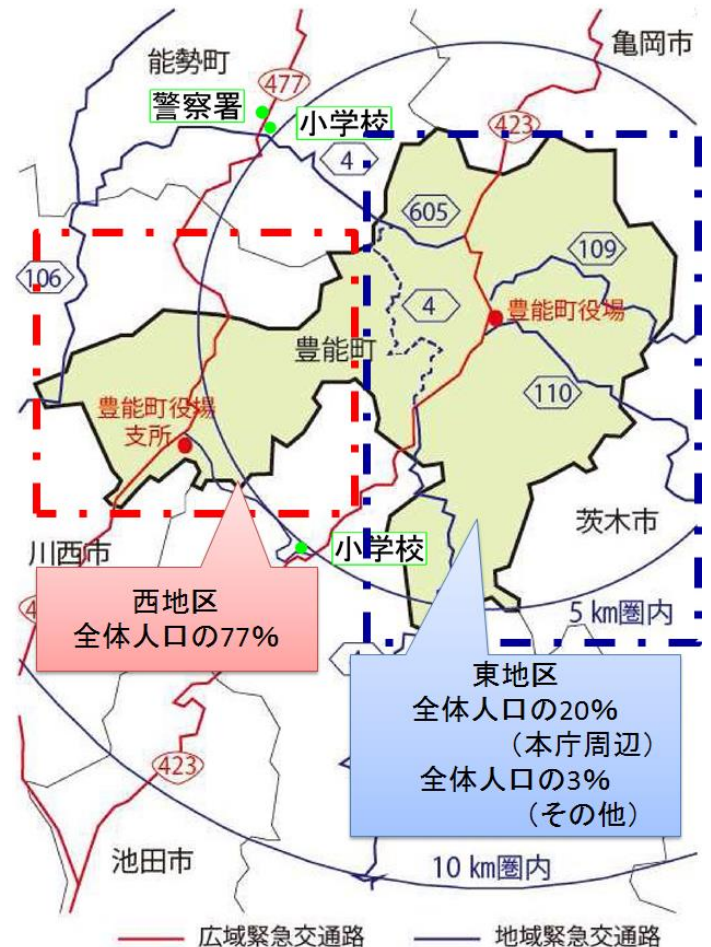 能勢町
亀岡市
477
警察署
小学校
423
4
605
109
106
4
豊能町役場
豊能町
110
豊能町役場
支所
茨木市
小学校
川西市
5 km圏内
西地区
全体人口の77%
東地区
全体人口の20%
（本庁周辺）
全体人口の3%
（その他）
423
池田市
10 km圏内
広域緊急交通路
地域緊急交通路